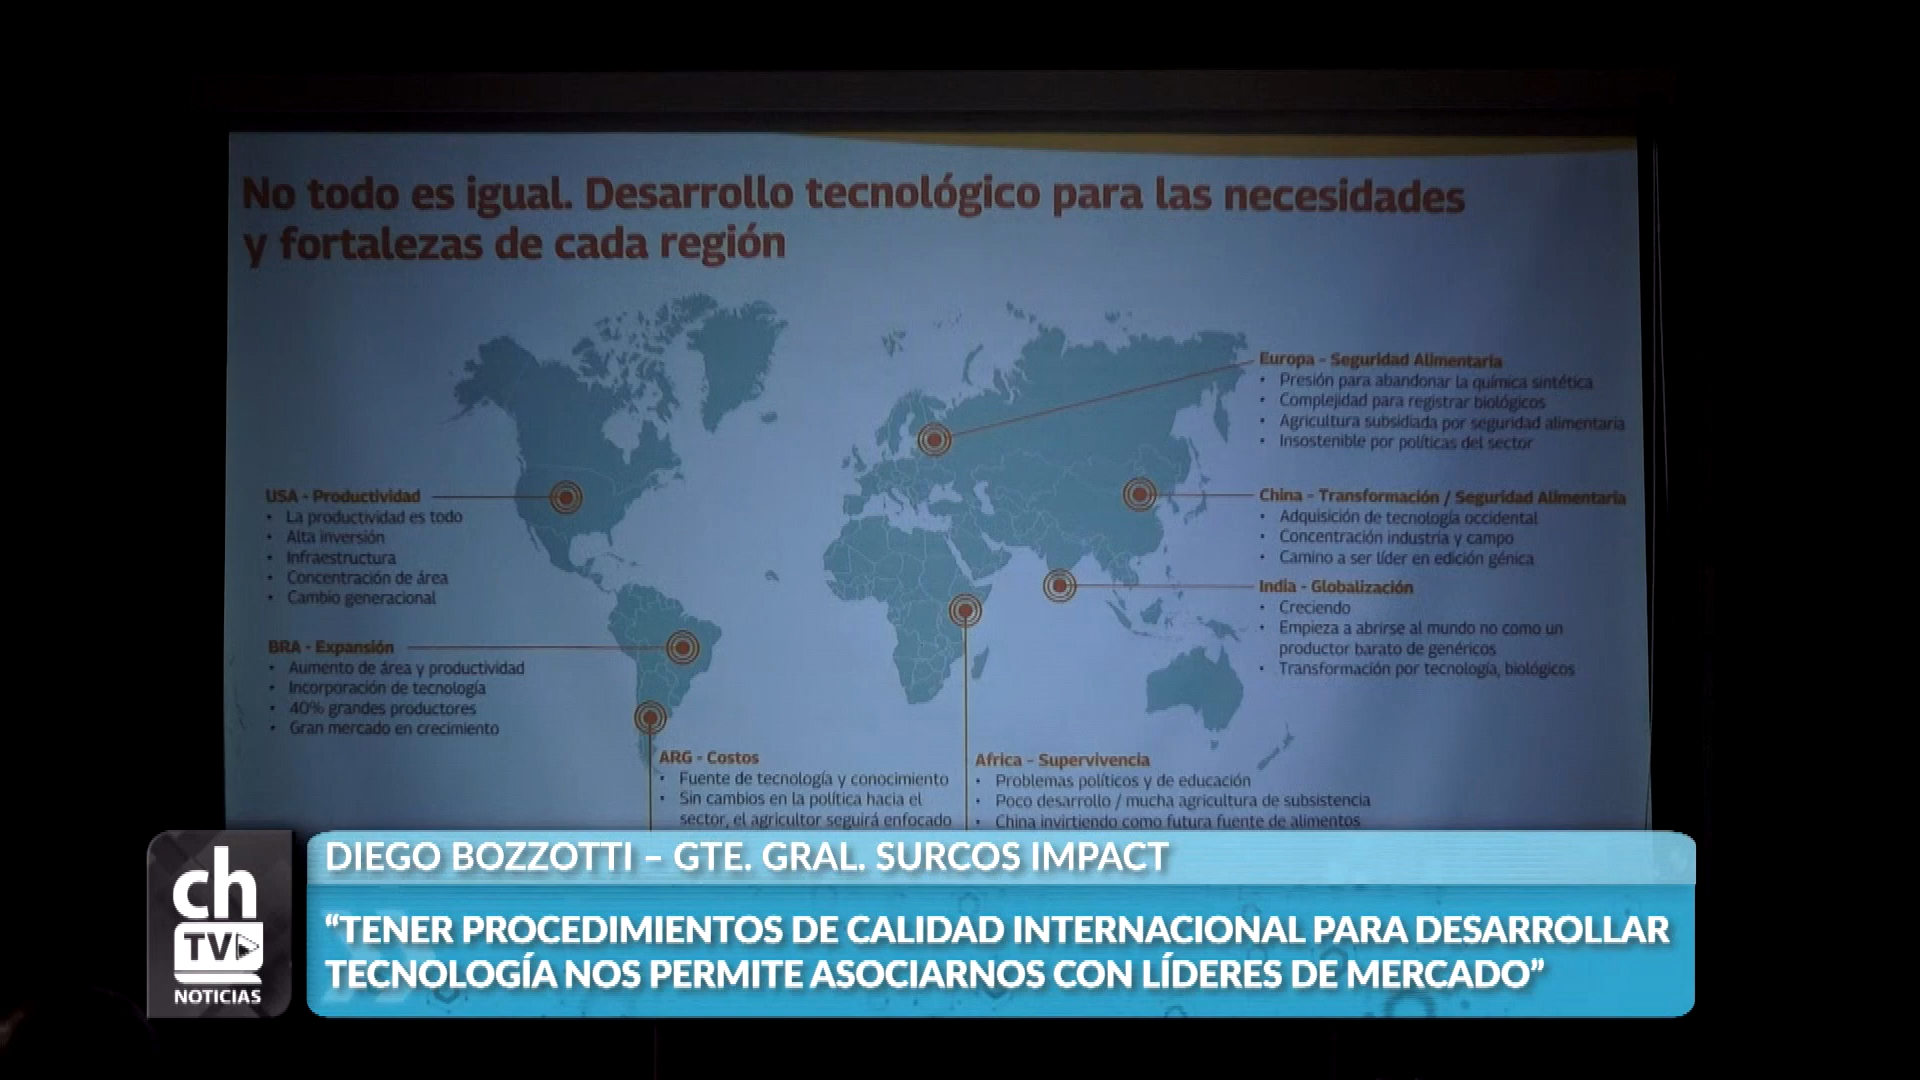 No todo es igual. Desarrollo tecnológico para las necesidades
y fortalezas de cada región
USA - Productividad
• La productividad es todo
• Alta inversión
• Infraestructura
• Concentración de área
• Cambio generacional
BRA - Expansión
• Aumento de área y productividad
• Incorporación de tecnología
• 40% grandes productores
• Gran mercado en crecimiento
ARG - Costos
• Fuente de tecnología y conocimiento
• Sin cambios en la política hacia el
sector, el agricultor seguirá enfocado
Africa - Supervivencia
• Problemas políticos y de educación
• Poco desarrollo / mucha agricultura de subsistencia
• China invirtiendo como futura fuente de alimentos
Europa - Seguridad Alimentaria
• Presión para abandonar la química sintética
• Complejidad para registrar biológicos
• Agricultura subsidiada por seguridad alimentaria
• Insostenible por políticas del sector
China - Transformación / Seguridad Alimentaria
• Adquisición de tecnología occidental
• Concentración industria y campo
• Camino a ser líder en edición génica
India - Globalización
• Creciendo
• Empieza a abrirse al mundo no como un
productor barato de genéricos
• Transformación por tecnología, biológicos
ch
TV
NOTICIAS
DIEGO BOZZOTTI – GTE. GRAL. SURCOS IMPACT
“TENER PROCEDIMIENTOS DE CALIDAD INTERNACIONAL PARA DESARROLLAR
TECNOLOGÍA NOS PERMITE ASOCIARNOS CON LÍDERES DE MERCADO”